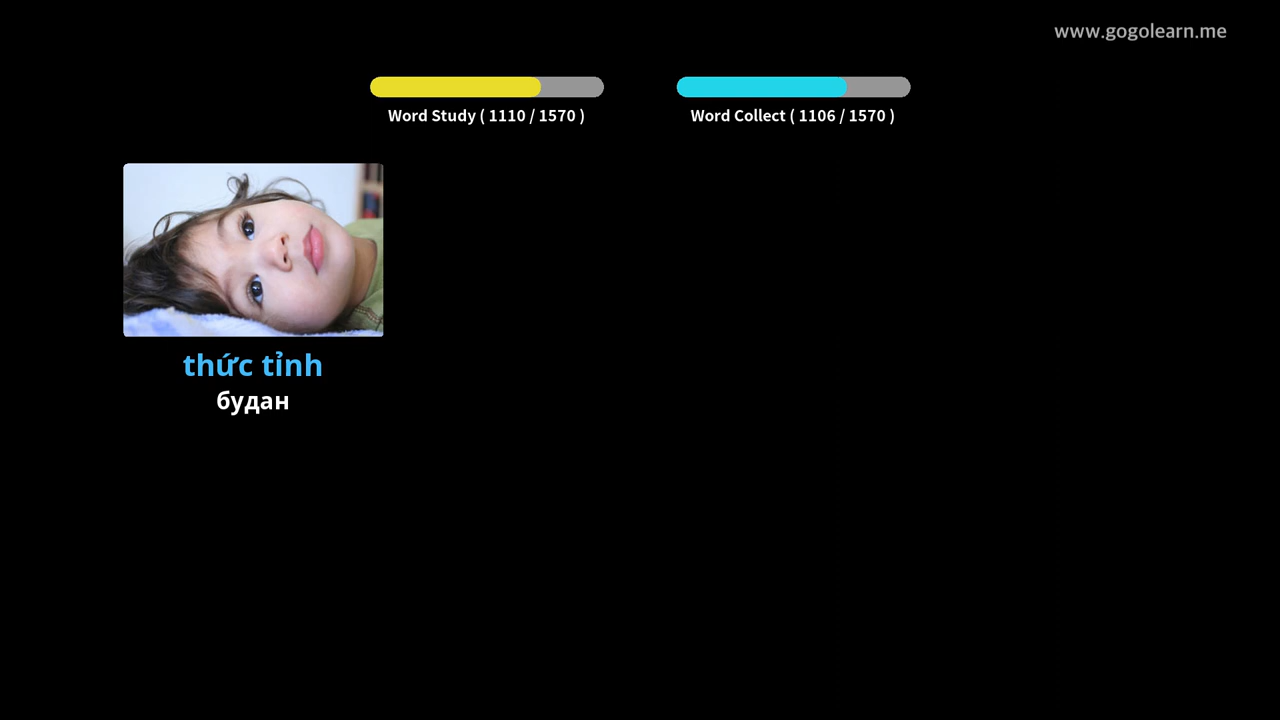 www.gogolearn.me
Word Study ( 1110 / 1570 )
Word Collect ( 1106 / 1570 )
thức tỉnh
будан